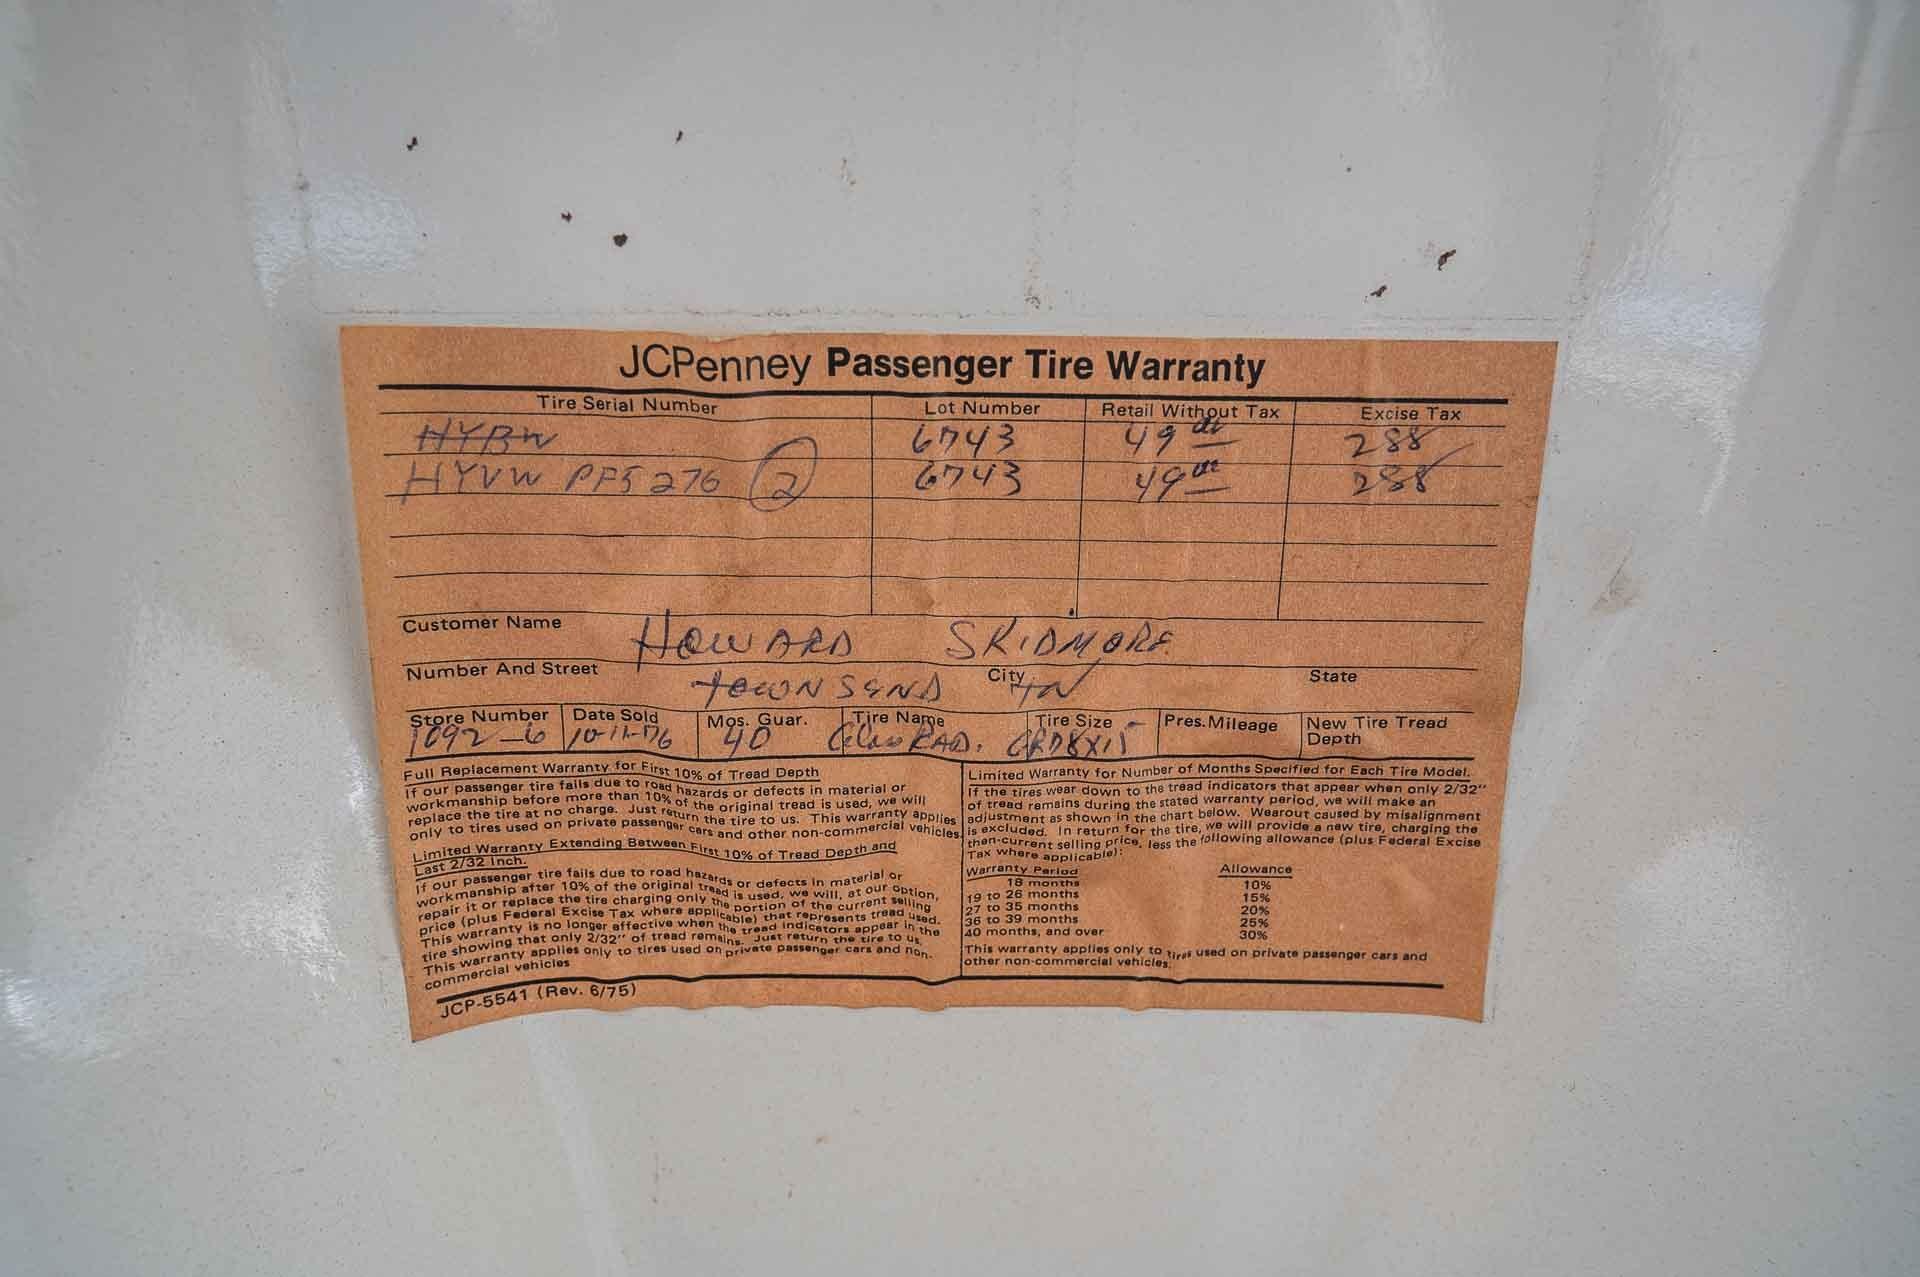 JCPenney Passenger Tire Warranty
Tire Serial Number Lot Number Retail Without Tax Excise Tax
HYBW 6743 49 288
HYVW PF5276 2 6743 49 288
Customer Name HOWARD SKIDMORE
Number And Street TOWNSEND City TN State
Store Number Date Sold Mos. Guar. Tire Name Tire Size Pres. Mileage New Tire Tread Depth
1092-6 10-11-76 40 RAD. GR78X15
Full Replacement Warranty for First 10% of Tread Depth
If our passenger tire fails due to road hazards or defects in material or
workmanship before more than 10% of the original tread is used, we will
replace the tire at no charge. Just return the tire to us. This warranty applies
only to tires used on private passenger cars and other non-commercial vehicles.
Limited Warranty Extending Between First 10% of Tread Depth and
Last 2/32 Inch.
If our passenger tire fails due to road hazards or defects in material or
workmanship after 10% of the original tread is used, we will, at our option,
repair it or replace the tire charging only the portion of the current selling
price (plus Federal Excise Tax where applicable) that represents tread used.
This warranty is no longer effective when the tread indicators appear in the
tire showing that only 2/32" of tread remains. Just return the tire to us.
This warranty applies only to tires used on private passenger cars and non-
commercial vehicles
Limited Warranty for Number of Months Specified for Each Tire Model.
If the tires wear down to the tread indicators that appear when only 2/32"
of tread remains during the stated warranty period, we will make an
adjustment as shown in the chart below. Wearout caused by misalignment
is excluded. In return for the tire, we will provide a new tire, charging the
then-current selling price, less the following allowance (plus Federal Excise
Tax where applicable):
Warranty Period Allowance
18 months 10%
19 to 26 months 15%
27 to 35 months 20%
36 to 39 months 25%
40 months, and over 30%
This warranty applies only to tires used on private passenger cars and
other non-commercial vehicles.
JCP-5541 (Rev. 6/75)